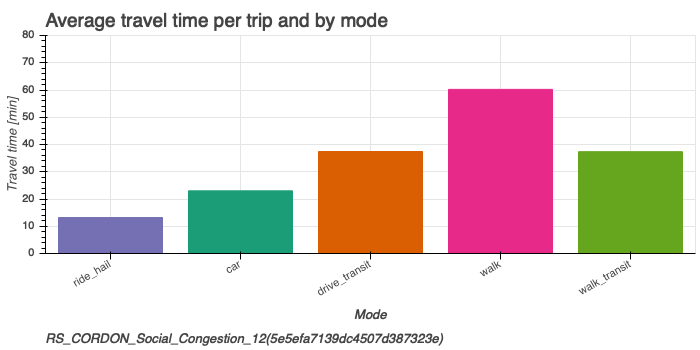 Average travel time per trip and by mode
80
70
60
50
40
30
20
10
0
Travel time [min]
ride_hail
car
drive_transit
walk
walk_transit
Mode
RS_CORDON_Social_Congestion_12(5e5efa7139dc4507d387323e)